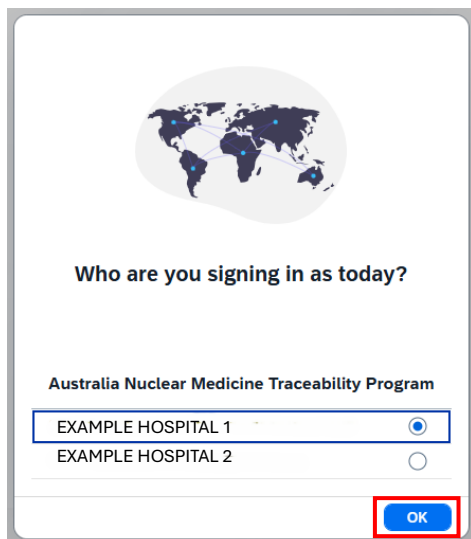 Who are you signing in as today?
Australia Nuclear Medicine Traceability Program
EXAMPLE HOSPITAL 1
EXAMPLE HOSPITAL 2
OK